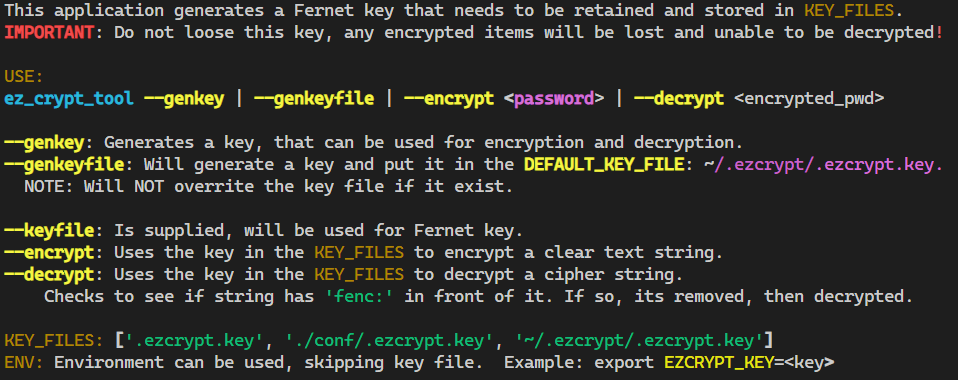 This application generates a Fernet key that needs to be retained and stored in KEY_FILES.
IMPORTANT: Do not loose this key, any encrypted items will be lost and unable to be decrypted!
USE:
ez_crypt_tool --genkey | --genkeyfile | --encrypt <password> | --decrypt <encrypted_pwd>
--genkey: Generates a key, that can be used for encryption and decryption.
--genkeyfile: Will generate a key and put it in the DEFAULT_KEY_FILE: ~/.ezcrypt/.ezcrypt.key.
NOTE: Will NOT override the key file if it exist.
--keyfile: Is supplied, will be used for Fernet key.
--encrypt: Uses the key in the KEY_FILES to encrypt a clear text string.
--decrypt: Uses the key in the KEY_FILES to decrypt a cipher string.
Checks to see if string has 'fenc:' in front of it. If so, its removed, then decrypted.
KEY_FILES: ['.ezcrypt.key', './conf/.ezcrypt.key', '~/.ezcrypt/.ezcrypt.key']
ENV: Environment can be used, skipping key file.  Example: export EZCRYPT_KEY=<key>